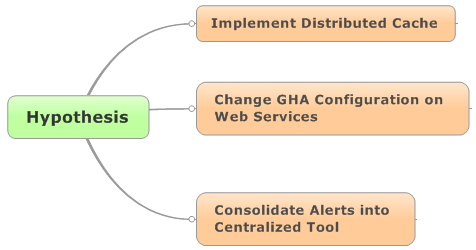 Hypothesis
Implement Distributed Cache
Change GHA Configuration on
Web Services
Consolidate Alerts into
Centralized Tool